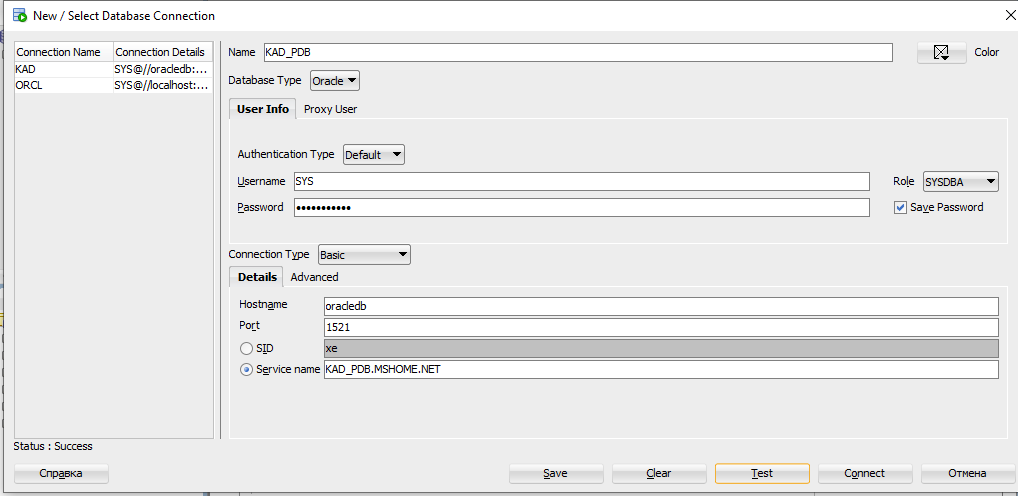 New / Select Database Connection
Connection Name Connection Details
KAD SYS@//oracledb:...
ORCL SYS@//localhost:...
Name KAD_PDB Color
Database Type Oracle
User Info Proxy User
Authentication Type Default
Username SYS Role SYSDBA
Password ••••••••••• Save Password
Connection Type Basic
Details Advanced
Hostname oracledb
Port 1521
SID xe
Service name KAD_PDB.MSHOME.NET
Status : Success
Справка Save Clear Test Connect Отмена